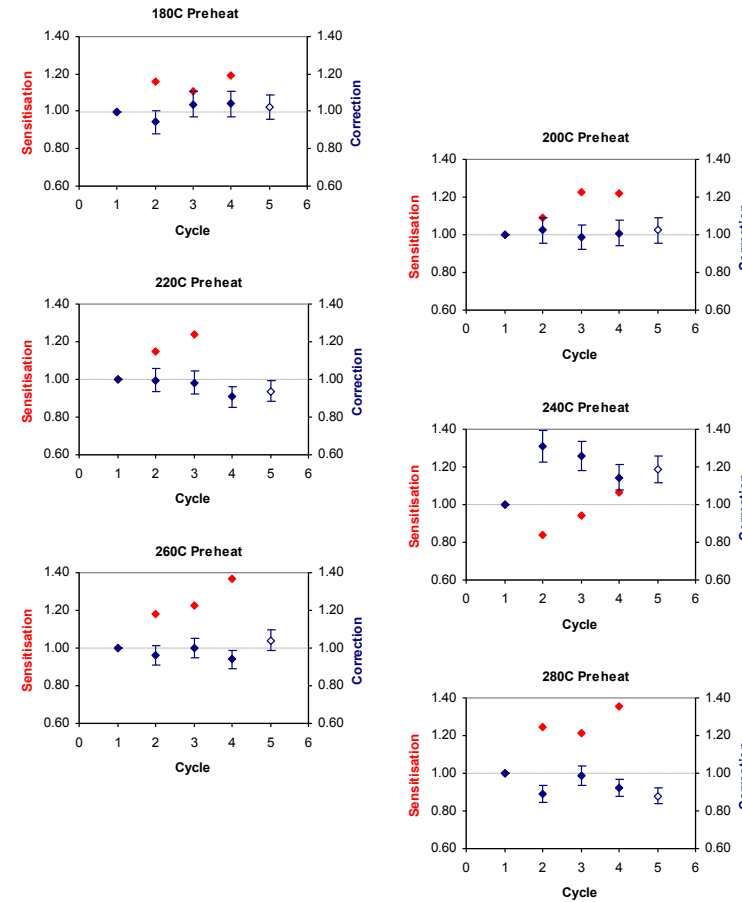 180C Preheat
1.40 1.40
1.20 1.20
1.00 1.00
0.80 0.80
0.60 0.60
0 1 2 3 4 5 6
Cycle
Sensitisation
Correction
200C Preheat
1.40 1.40
1.20 1.20
1.00 1.00
0.80 0.80
0.60 0.60
0 1 2 3 4 5 6
Cycle
Sensitisation
Correction
220C Preheat
1.40 1.40
1.20 1.20
1.00 1.00
0.80 0.80
0.60 0.60
0 1 2 3 4 5 6
Cycle
Sensitisation
Correction
240C Preheat
1.40 1.40
1.20 1.20
1.00 1.00
0.80 0.80
0.60 0.60
0 1 2 3 4 5 6
Cycle
Sensitisation
Correction
260C Preheat
1.40 1.40
1.20 1.20
1.00 1.00
0.80 0.80
0.60 0.60
0 1 2 3 4 5 6
Cycle
Sensitisation
Correction
280C Preheat
1.40 1.40
1.20 1.20
1.00 1.00
0.80 0.80
0.60 0.60
0 1 2 3 4 5 6
Cycle
Sensitisation
Correction